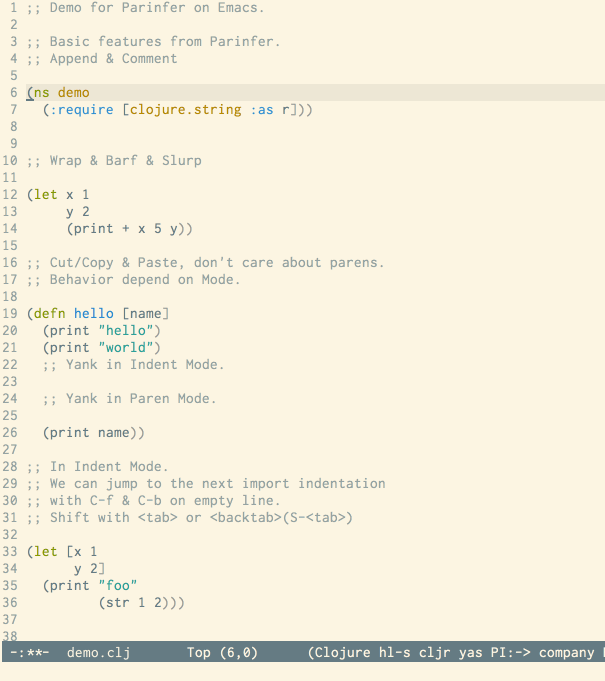 1 ;; Demo for Parinfer on Emacs.
2
3 ;; Basic features from Parinfer.
4 ;; Append & Comment
5
6 (ns demo
7   (:require [clojure.string :as r]))
8
9
10 ;; Wrap & Barf & Slurp
11
12 (let x 1
13      y 2
14      (print + x 5 y))
15
16 ;; Cut/Copy & Paste, don't care about parens.
17 ;; Behavior depend on Mode.
18
19 (defn hello [name]
20   (print "hello")
21   (print "world")
22   ;; Yank in Indent Mode.
23
24   ;; Yank in Paren Mode.
25
26   (print name))
27
28 ;; In Indent Mode.
29 ;; We can jump to the next import indentation
30 ;; with C-f & C-b on empty line.
31 ;; Shift with <tab> or <backtab>(S-<tab>)
32
33 (let [x 1
34       y 2]
35   (print "foo"
36          (str 1 2)))
37
38
-:**-  demo.clj       Top (6,0)      (Clojure hl-s cljr yas PI:-> company